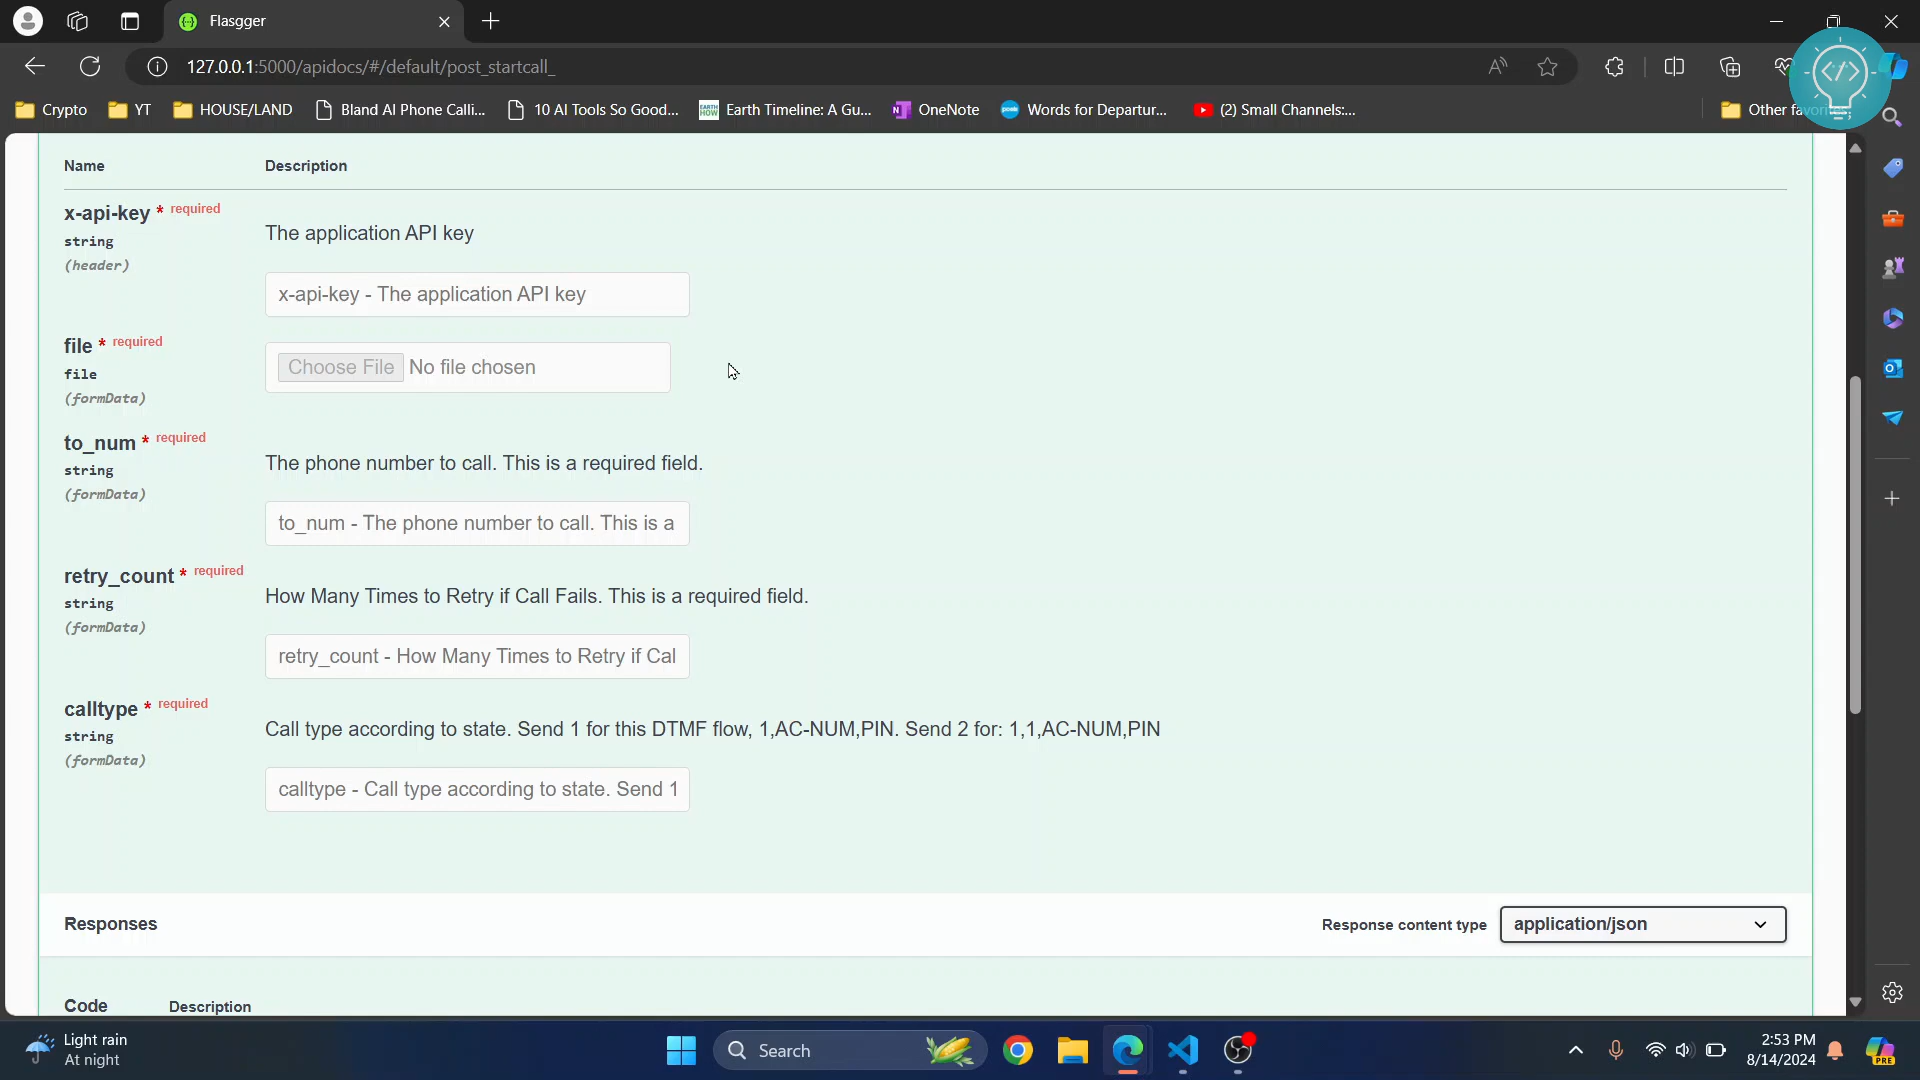 Flasgger
127.0.0.1:5000/apidocs/#/default/post_startcall_
Crypto
YT
HOUSE/LAND
Bland AI Phone Calli...
10 AI Tools So Good...
EARTH HOW
Earth Timeline: A Gu...
OneNote
Words for Departur...
(2) Small Channels:...
Other
Name
Description
x-api-key * required
string
(header)
The application API key
x-api-key - The application API key
file * required
file
(formData)
Choose File No file chosen
to_num * required
string
(formData)
The phone number to call. This is a required field.
to_num - The phone number to call. This is a
retry_count * required
string
(formData)
How Many Times to Retry if Call Fails. This is a required field.
retry_count - How Many Times to Retry if Cal
calltype * required
string
(formData)
Call type according to state. Send 1 for this DTMF flow, 1,AC-NUM,PIN. Send 2 for: 1,1,AC-NUM,PIN
calltype - Call type according to state. Send 1
Responses
Response content type
application/json
Code
Description
Light rain
At night
Search
2:53 PM
8/14/2024
PRE